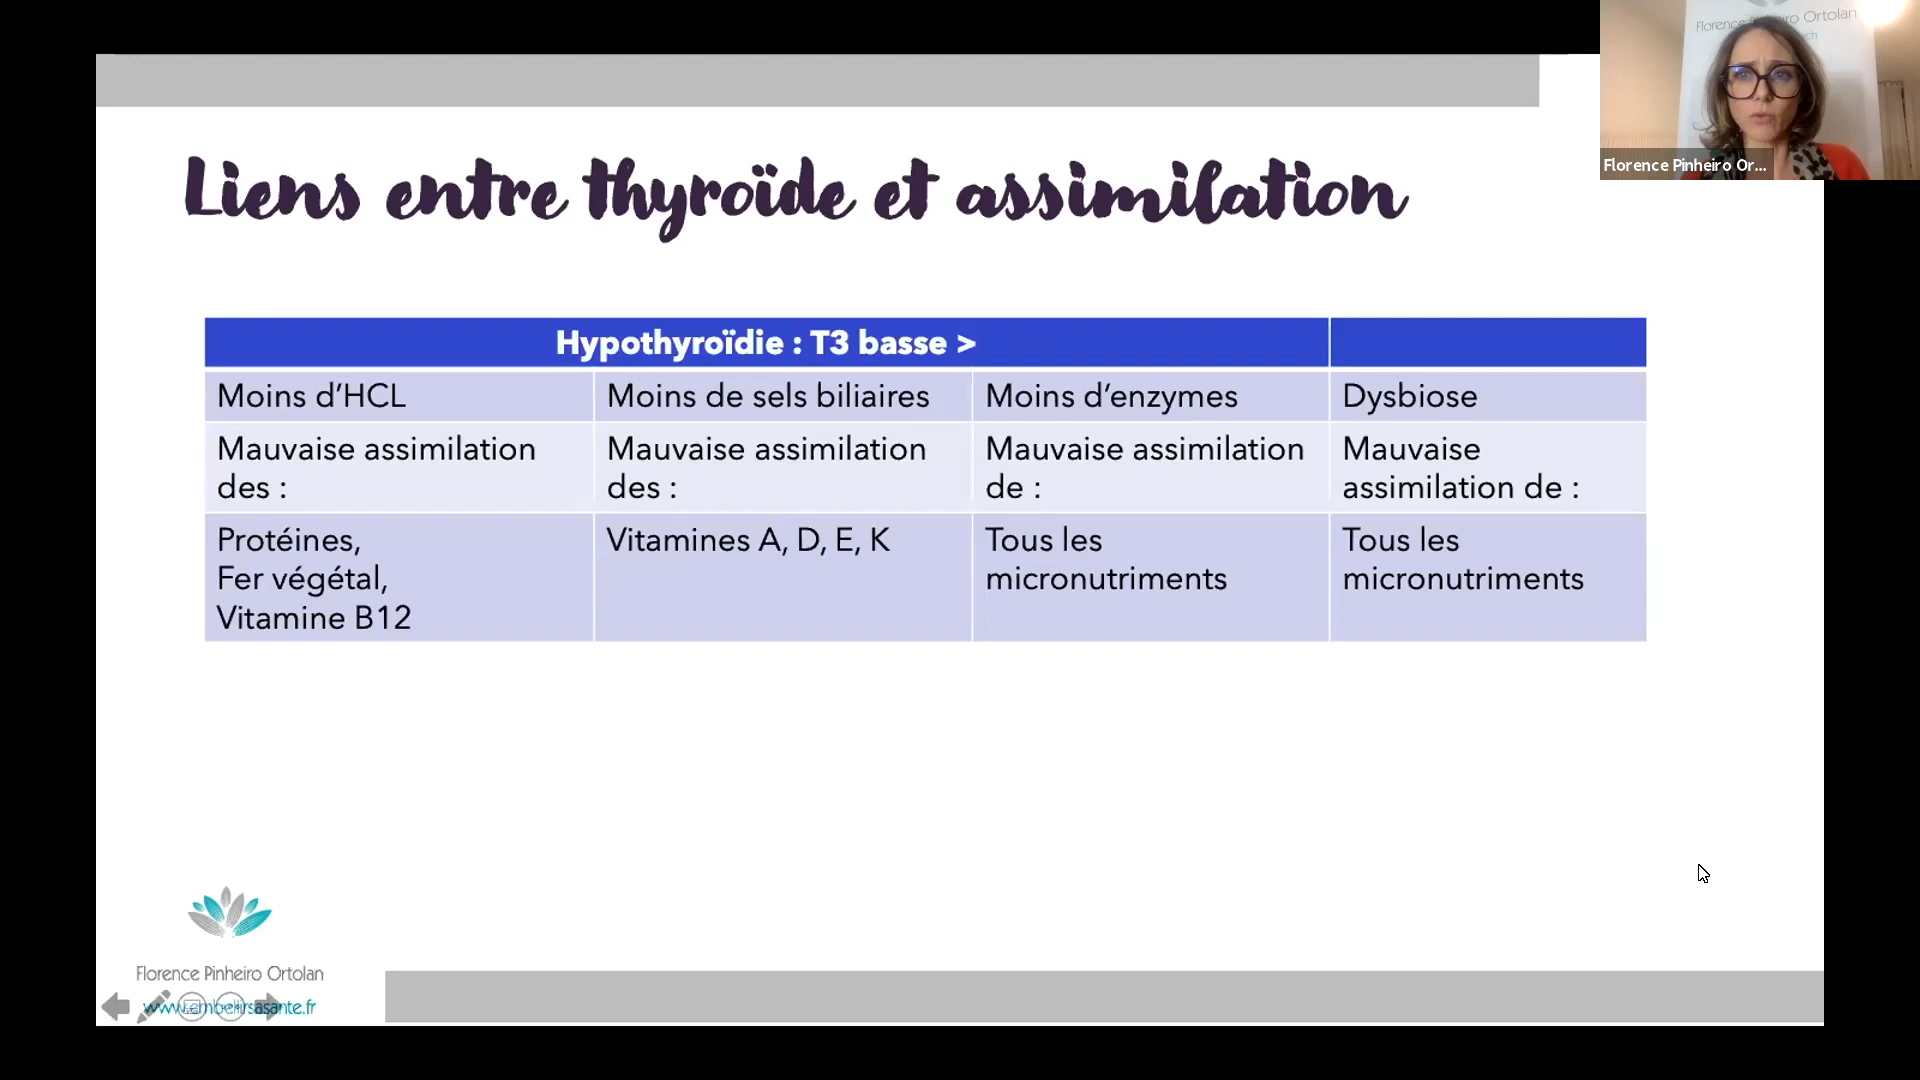 Florence Pinheiro Ortolan
Florence Pinheiro Or...
Liens entre thyroïde et assimilation
Hypothyroïdie : T3 basse >
Moins d’HCL
Moins de sels biliaires
Moins d’enzymes
Dysbiose
Mauvaise assimilation
des :
Mauvaise assimilation
des :
Mauvaise assimilation
de :
Mauvaise
assimilation de :
Protéines,
Fer végétal,
Vitamine B12
Vitamines A, D, E, K
Tous les
micronutriments
Tous les
micronutriments
Florence Pinheiro Ortolan
www.embellirsasante.fr